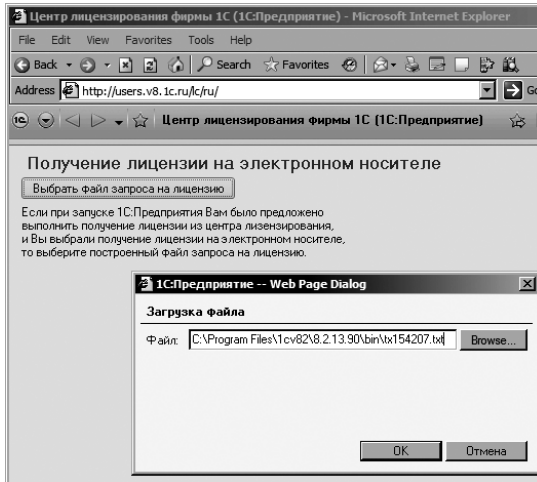 Центр лицензирования фирмы 1С (1С:Предприятие) - Microsoft Internet Explorer
File Edit View Favorites Tools Help
Back Search Favorites
Address http://users.v8.1c.ru/lc/ru/ Go
Центр лицензирования фирмы 1С (1С:Предприятие)
Получение лицензии на электронном носителе
Выбрать файл запроса на лицензию
Если при запуске 1С:Предприятия Вам было предложено
выполнить получение лицензии из центра лизензирования,
и Вы выбрали получение лицензии на электронном носителе,
то выберите построенный файл запроса на лицензию.
1С:Предприятие -- Web Page Dialog
Загрузка файла
Файл: C:\Program Files\1cv82\8.2.13.90\bin\tx154207.txt Browse...
OK Отмена